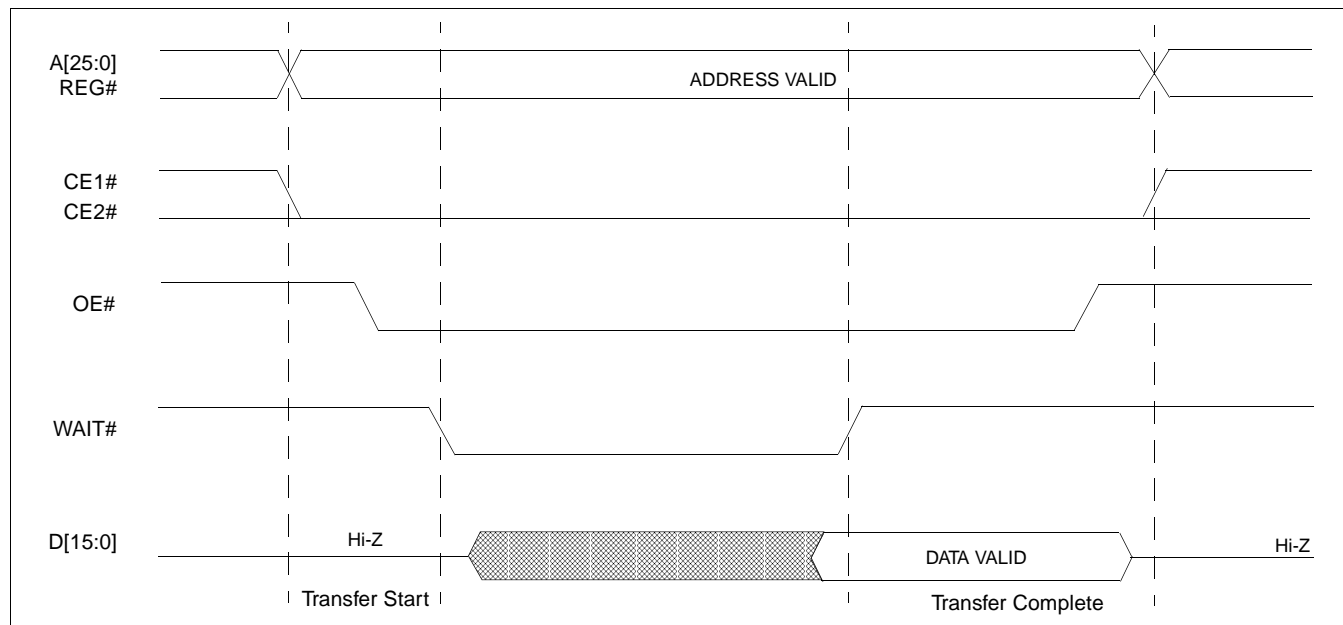 A[25:0]
REG#
ADDRESS VALID
CE1#
CE2#
OE#
WAIT#
D[15:0]
Hi-Z
DATA VALID
Hi-Z
Transfer Start
Transfer Complete